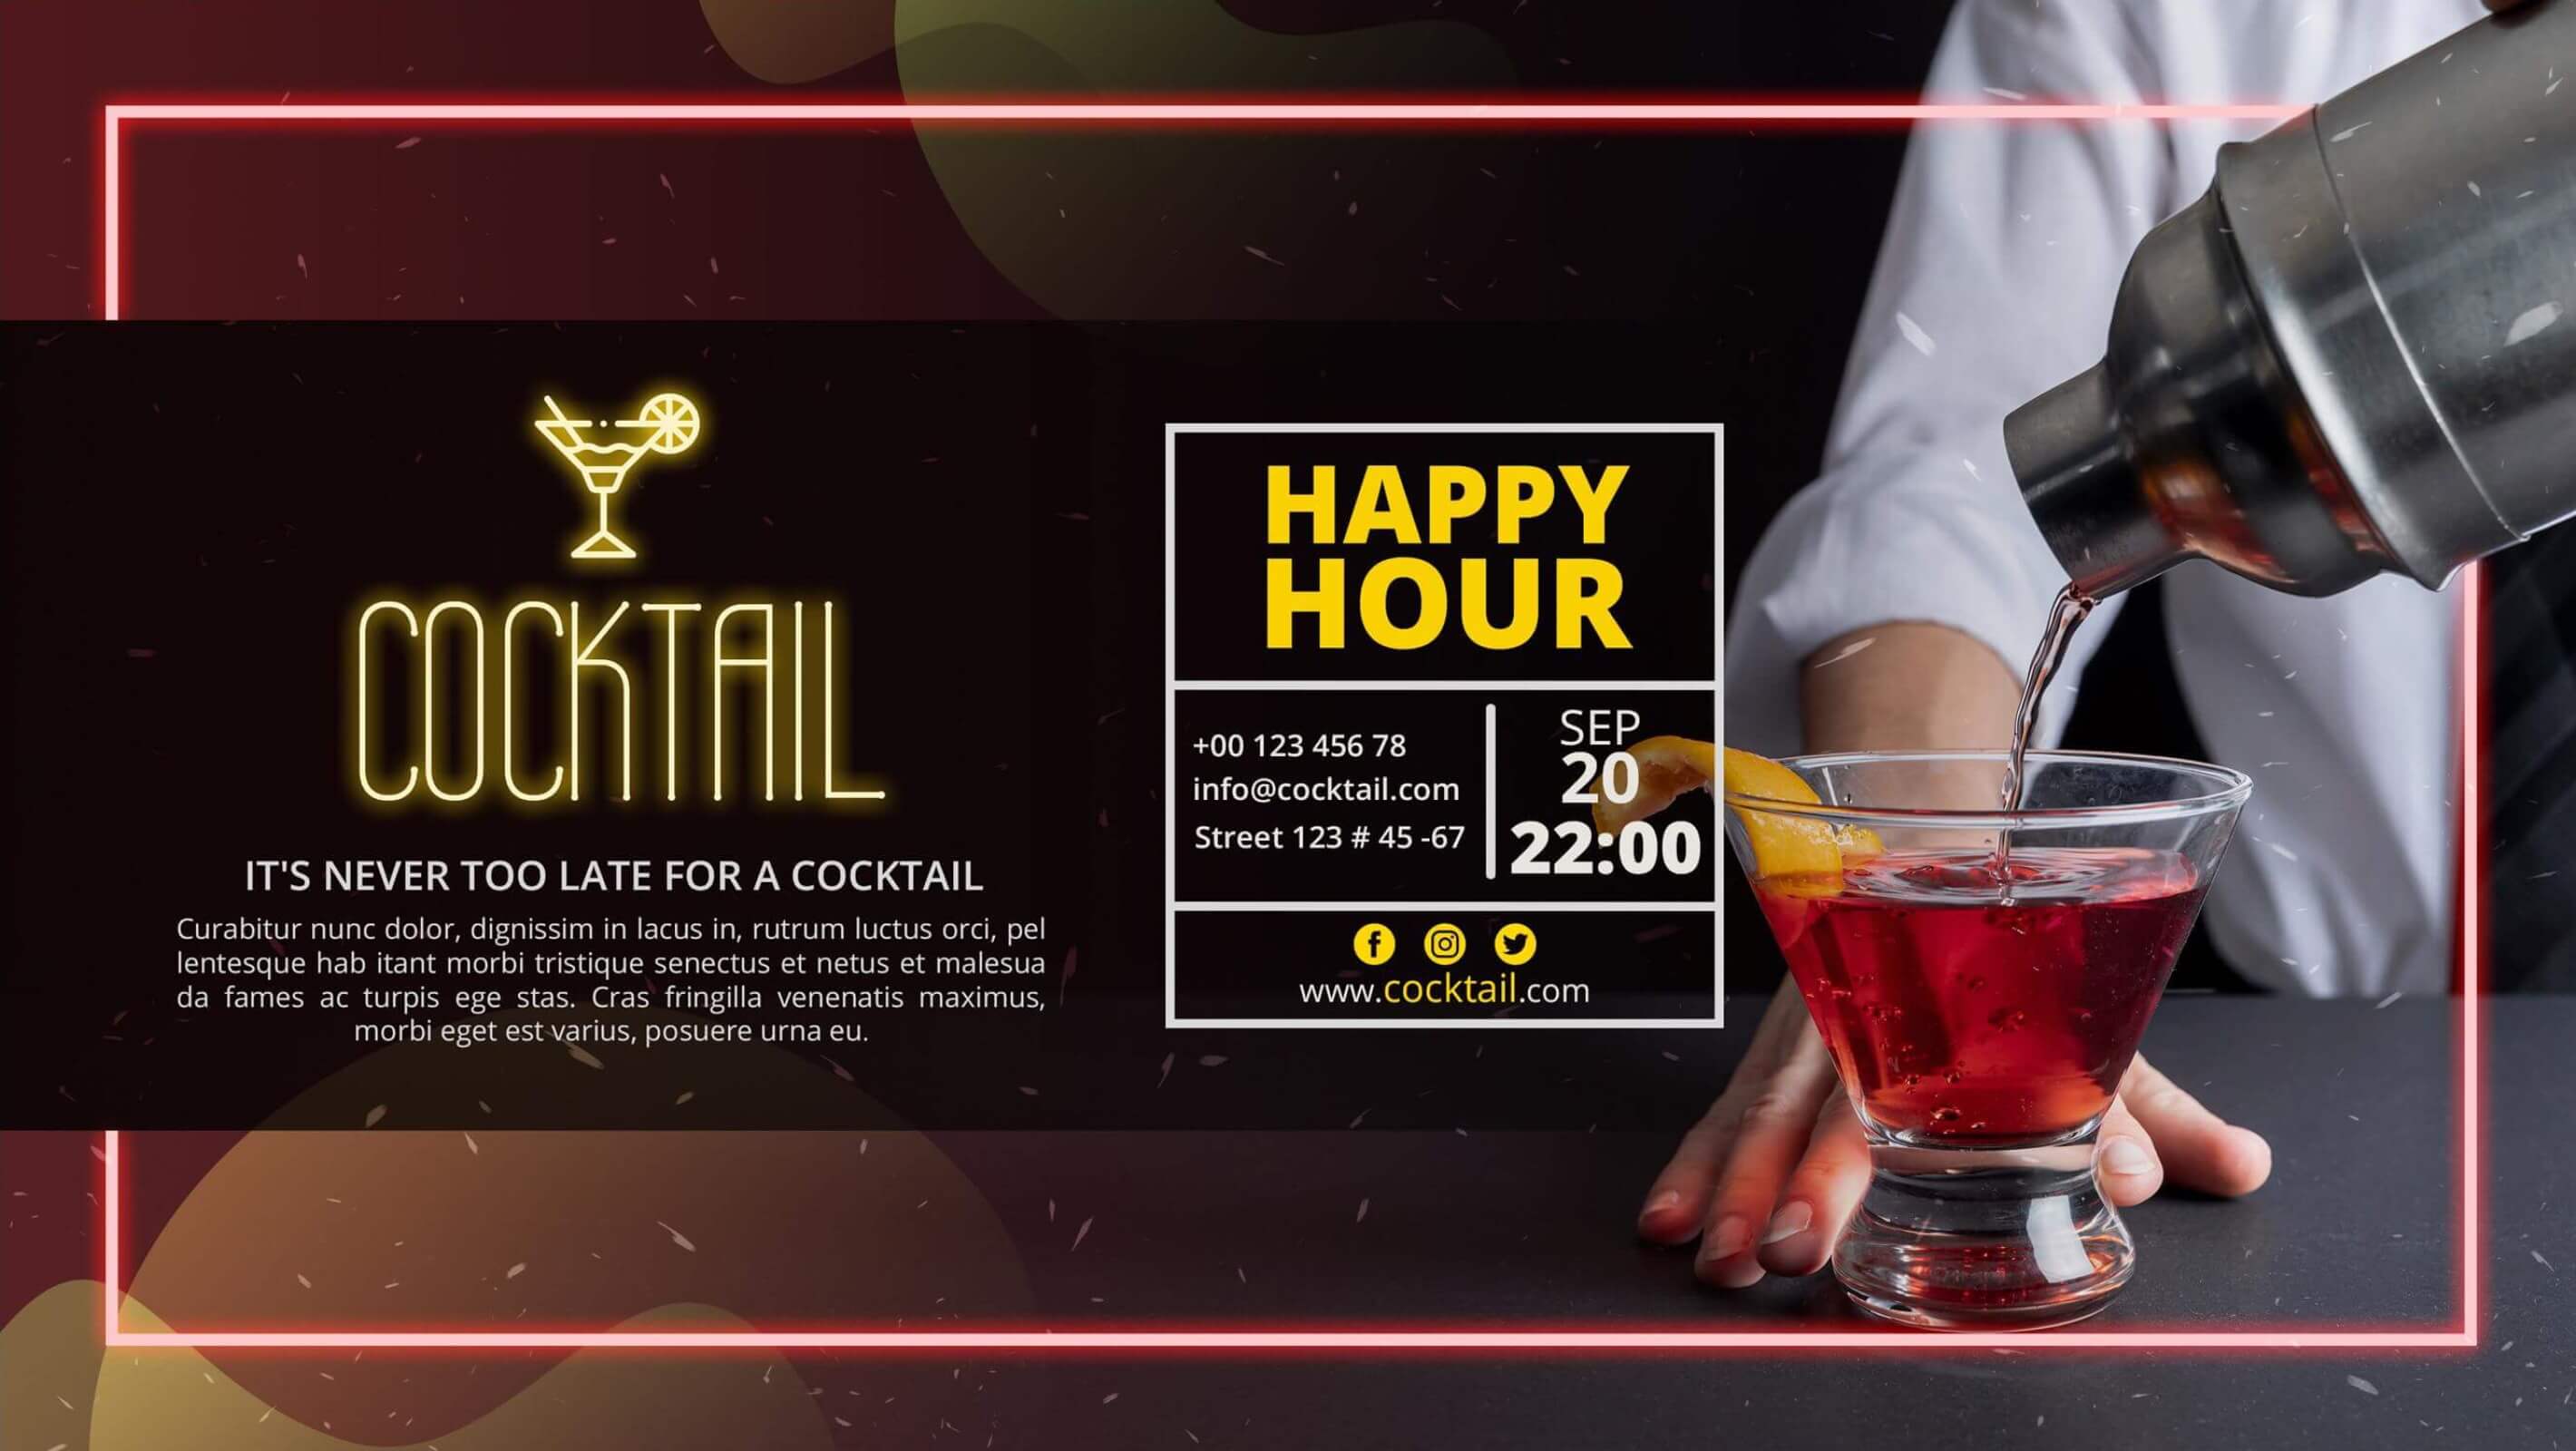 COCKTAIL
IT'S NEVER TOO LATE FOR A COCKTAIL
Curabitur nunc dolor, dignissim in lacus in, rutrum luctus orci, pel
lentesque hab itant morbi tristique senectus et netus et malesua
da fames ac turpis ege stas. Cras fringilla venenatis maximus,
morbi eget est varius, posuere urna eu.
HAPPY
HOUR
+00 123 456 78
info@cocktail.com
Street 123 # 45 -67
SEP
20
22:00
www.cocktail.com